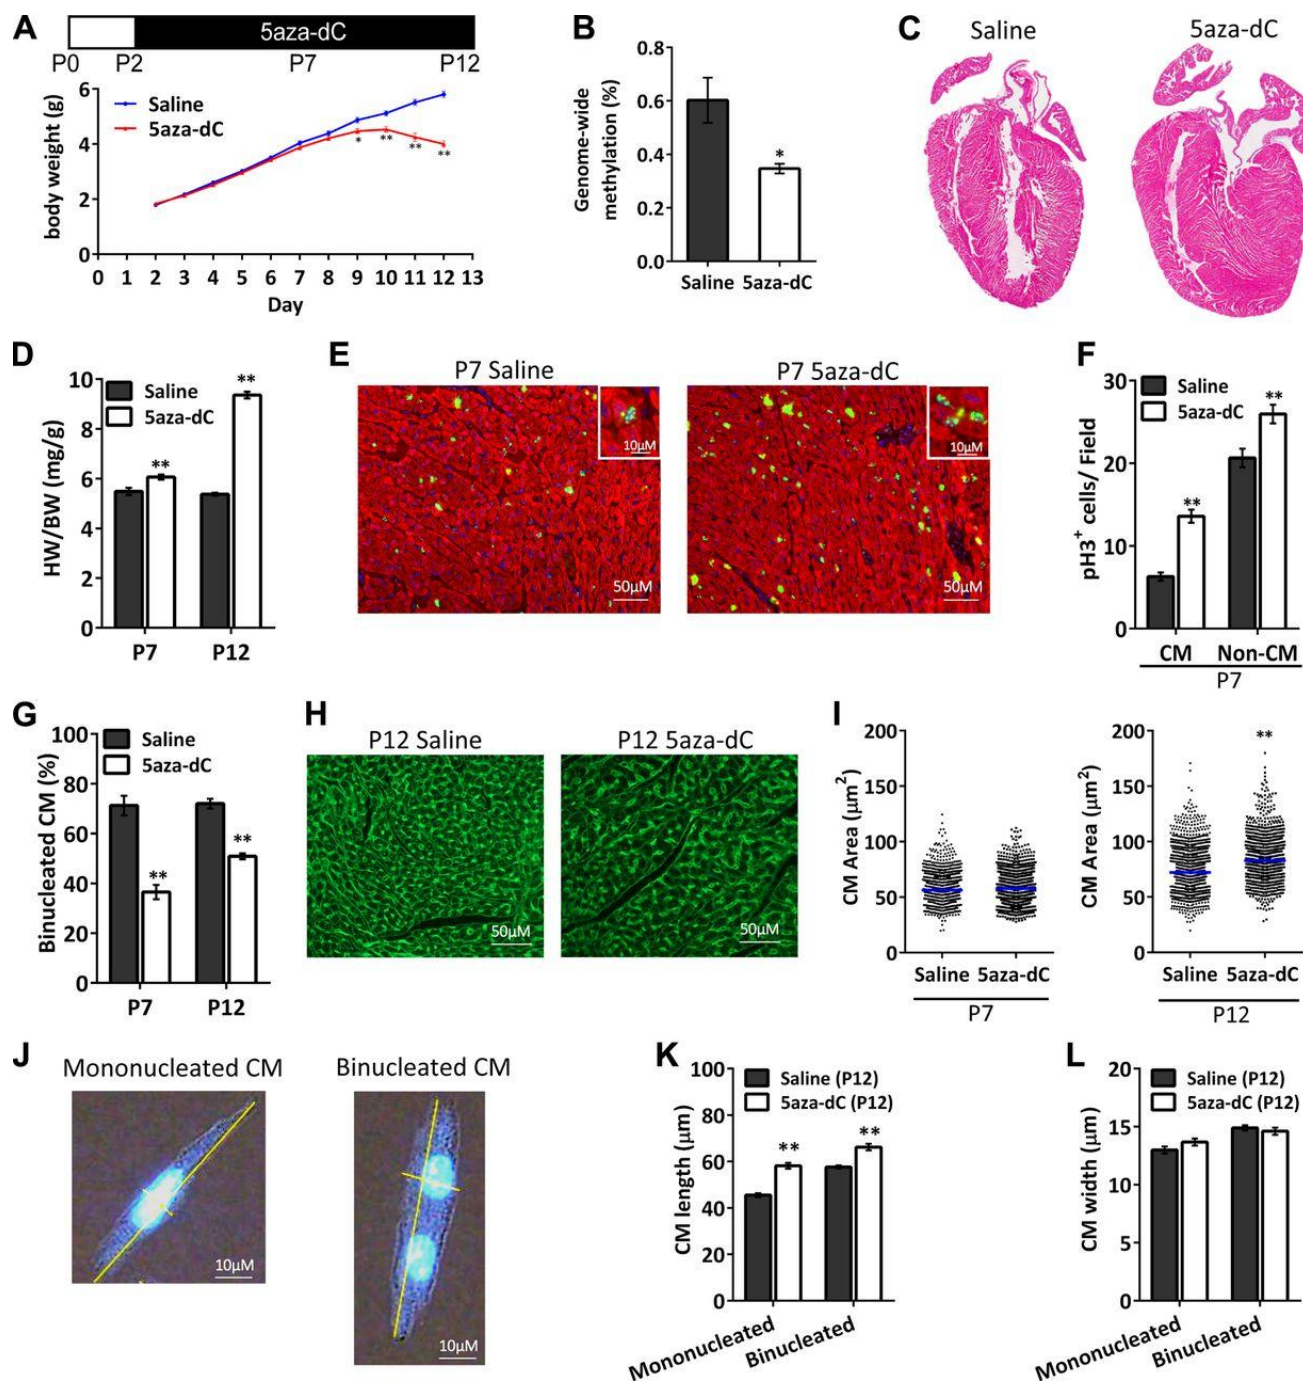 A
5aza-dC
P0 P2 P7 P12
body weight (g)
6
4
2
0
Saline
5aza-dC
* ** ** **
0 1 2 3 4 5 6 7 8 9 10 11 12 13
Day
B
Genome-wide
methylation (%)
0.8
0.6
0.4
0.2
0.0
*
Saline 5aza-dC
C
Saline 5aza-dC
D
HW/BW (mg/g)
10
8
6
4
2
0
Saline
5aza-dC
** **
P7 P12
E
P7 Saline P7 5aza-dC
10μM 10μM
50μM 50μM
F
pH3+ cells/ Field
30
20
10
0
Saline
5aza-dC
** **
CM Non-CM
P7
G
Binucleated CM (%)
100
80
60
40
20
0
Saline
5aza-dC
** **
P7 P12
H
P12 Saline P12 5aza-dC
50μM 50μM
I
CM Area (μm2)
200
150
100
50
0
Saline 5aza-dC
P7
CM Area (μm2)
200
150
100
50
0
**
Saline 5aza-dC
P12
J
Mononucleated CM Binucleated CM
10μM 10μM
K
CM length (μm)
100
80
60
40
20
0
Saline (P12)
5aza-dC (P12)
** **
Mononucleated Binucleated
L
CM width (μm)
20
15
10
5
0
Saline (P12)
5aza-dC (P12)
Mononucleated Binucleated